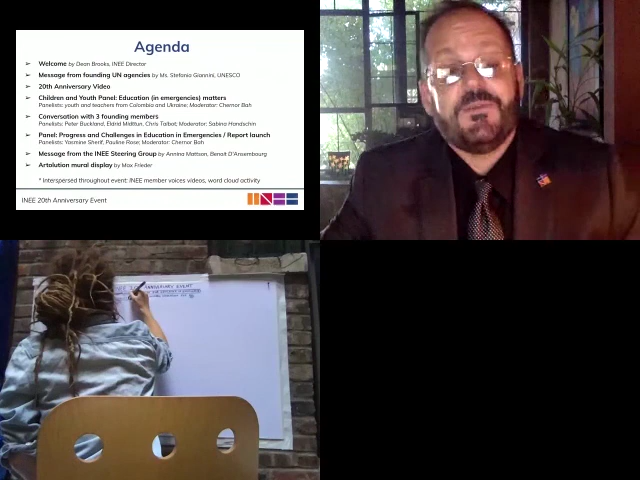 Agenda
➢ Welcome by Dean Brooks, INEE Director
➢ Message from founding UN agencies by Ms. Stefania Giannini, UNESCO
➢ 20th Anniversary Video
➢ Children and Youth Panel: Education (in emergencies) matters
Panelists: youth and teachers from Colombia and Ukraine; Moderator: Chernor Bah
➢ Conversation with 3 founding members
Panelists: Peter Buckland, Eldrid Midttun, Chris Talbot; Moderator: Sabina Handschin
➢ Panel: Progress and Challenges in Education in Emergencies / Report launch
Panelists: Yasmine Sherif, Pauline Rose; Moderator: Chernor Bah
➢ Message from the INEE Steering Group by Annina Mattson, Benoit D'Ansembourg
➢ Artolution mural display by Max Frieder
* Interspersed throughout event: INEE member voices videos, word cloud activity
INEE 20th Anniversary Event
INEE
ANNIVERSARY EVENT